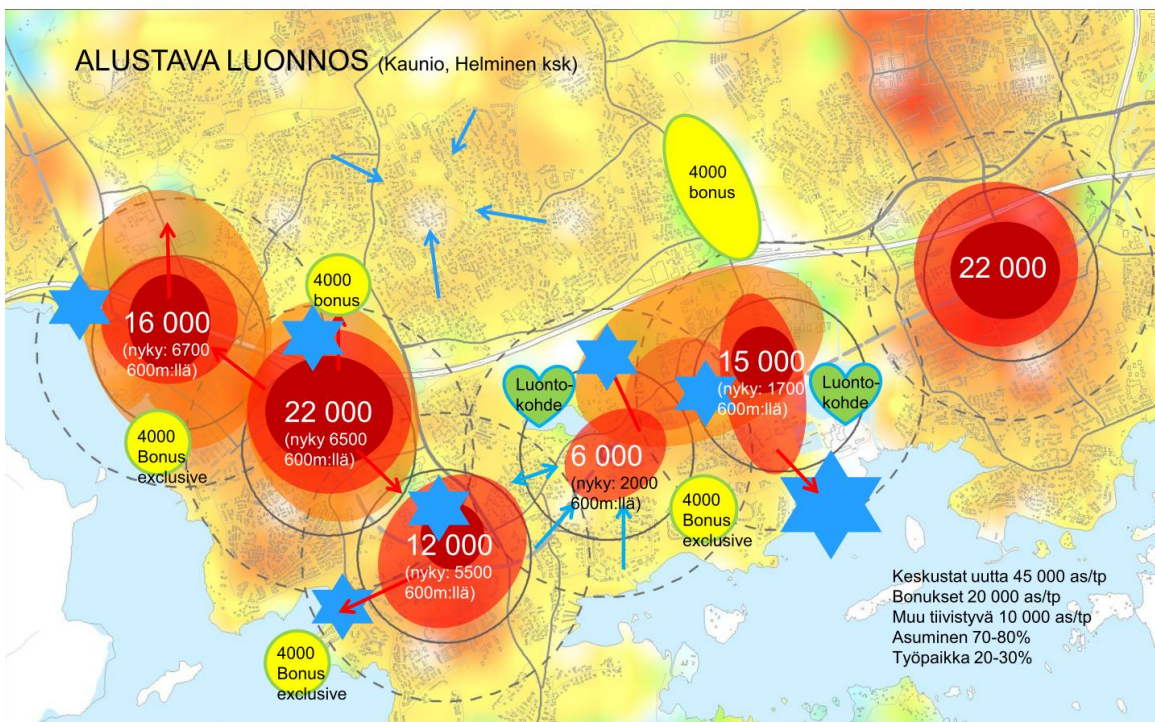 ALUSTAVA LUONNOS (Kaunio, Helminen ksk)
4000
bonus
22 000
4000
bonus
16 000
(nyky: 6700
600m:llä)
15 000
(nyky: 1700
600m:llä)
Luonto-
kohde
Luonto-
kohde
22 000
(nyky 6500
600m:llä)
4000
Bonus
exclusive
6 000
(nyky: 2000
600m:llä)
4000
Bonus
exclusive
12 000
(nyky: 5500
600m:llä)
4000
Bonus
exclusive
Keskustat uutta 45 000 as/tp
Bonukset 20 000 as/tp
Muu tiivistyvä 10 000 as/tp
Asuminen 70-80%
Työpaikka 20-30%